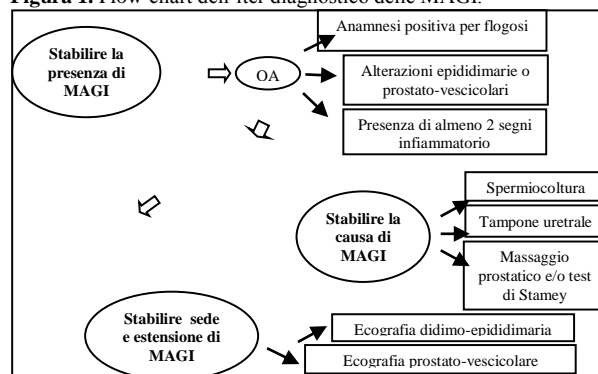 Figura 1. Flow chart dell'iter diagnostico delle MAGI.
Stabilire la
presenza di
MAGI
OA
Anamnesi positiva per flogosi
Alterazioni epididimarie o
prostato-vescicolari
Presenza di almeno 2 segni
infiammatorio
Stabilire la
causa di
MAGI
Spermiocoltura
Tampone uretrale
Massaggio
prostatico e/o test
di Stamey
Stabilire sede
e estensione di
MAGI
Ecografia didimo-epididimaria
Ecografia prostato-vescicolare